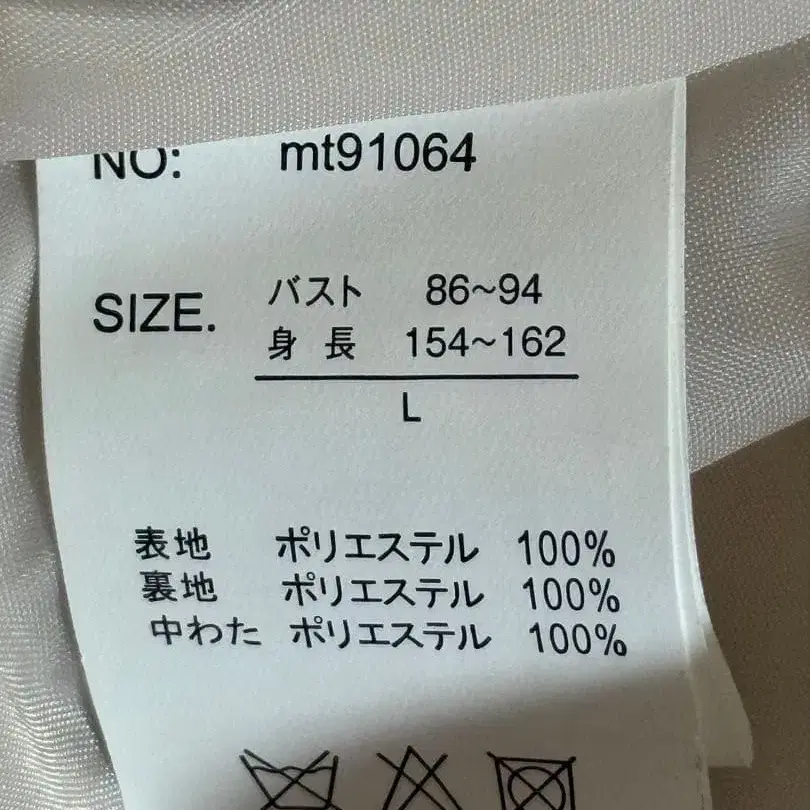 NO: mt91064
バスト 86~94
SIZE. 身長 154~162
L
表地 ポリエステル 100%
裏地 ポリエステル 100%
中わた ポリエステル 100%